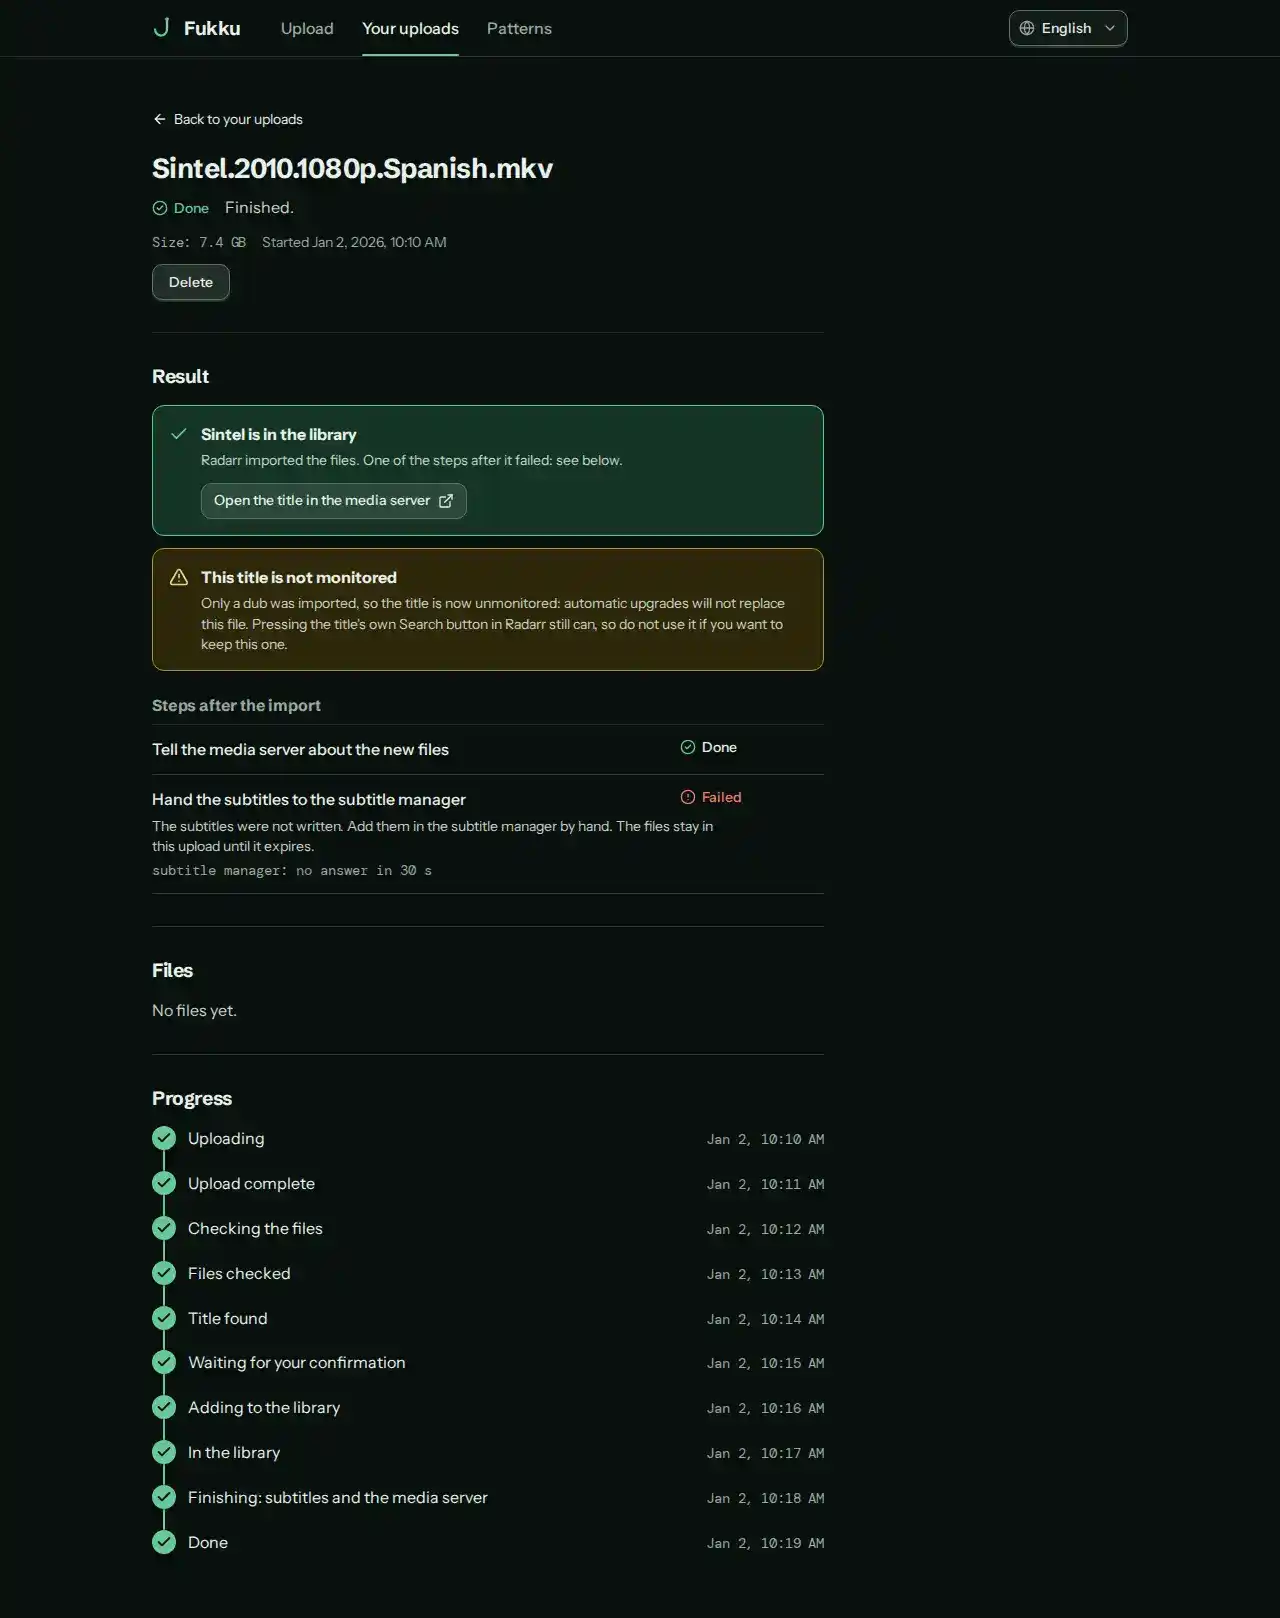 Fukku
Upload
Your uploads
Patterns
English
Back to your uploads
Sintel.2010.1080p.Spanish.mkv
Done Finished.
Size: 7.4 GB Started Jan 2, 2026, 10:10 AM
Delete
Result
Sintel is in the library
Radarr imported the files. One of the steps after it failed: see below.
Open the title in the media server
This title is not monitored
Only a dub was imported, so the title is now unmonitored: automatic upgrades will not replace
this file. Pressing the title's own Search button in Radarr still can, so do not use it if you want to
keep this one.
Steps after the import
Tell the media server about the new files Done
Hand the subtitles to the subtitle manager Failed
The subtitles were not written. Add them in the subtitle manager by hand. The files stay in
this upload until it expires.
subtitle manager: no answer in 30 s
Files
No files yet.
Progress
Uploading Jan 2, 10:10 AM
Upload complete Jan 2, 10:11 AM
Checking the files Jan 2, 10:12 AM
Files checked Jan 2, 10:13 AM
Title found Jan 2, 10:14 AM
Waiting for your confirmation Jan 2, 10:15 AM
Adding to the library Jan 2, 10:16 AM
In the library Jan 2, 10:17 AM
Finishing: subtitles and the media server Jan 2, 10:18 AM
Done Jan 2, 10:19 AM